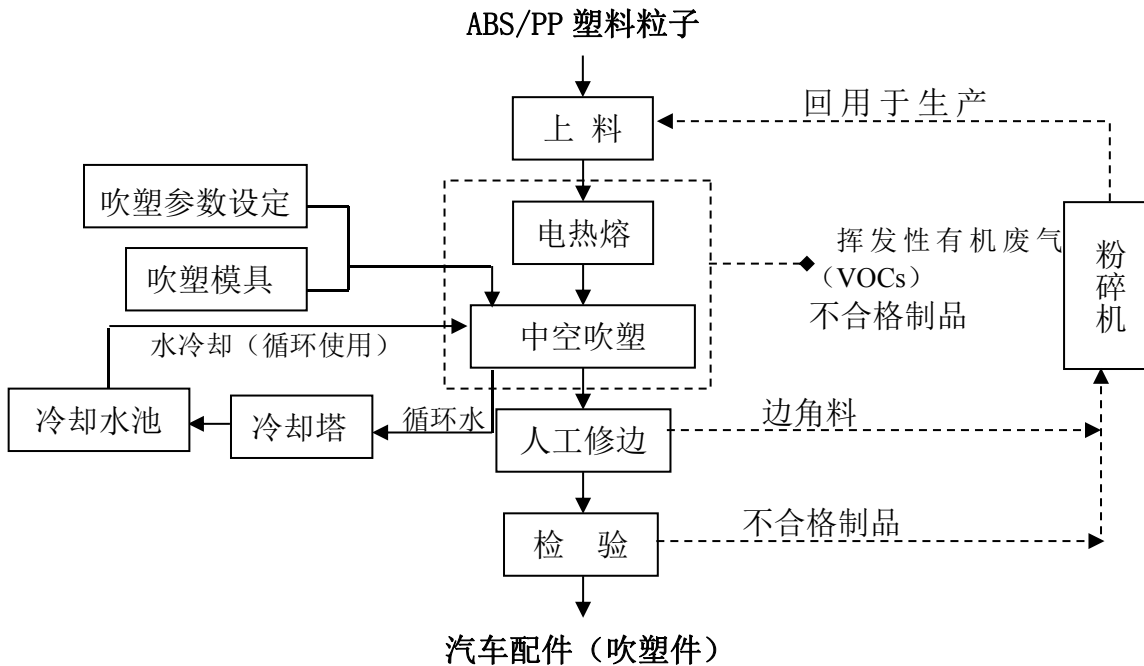 ABS/PP 塑料粒子
回用于生产
上 料
吹塑参数设定
电热熔
挥发性有机废气
（VOCs）
不合格制品
粉碎机
吹塑模具
中空吹塑
水冷却（循环使用）
冷却水池
冷却塔
循环水
人工修边
边角料
检 验
不合格制品
汽车配件（吹塑件）